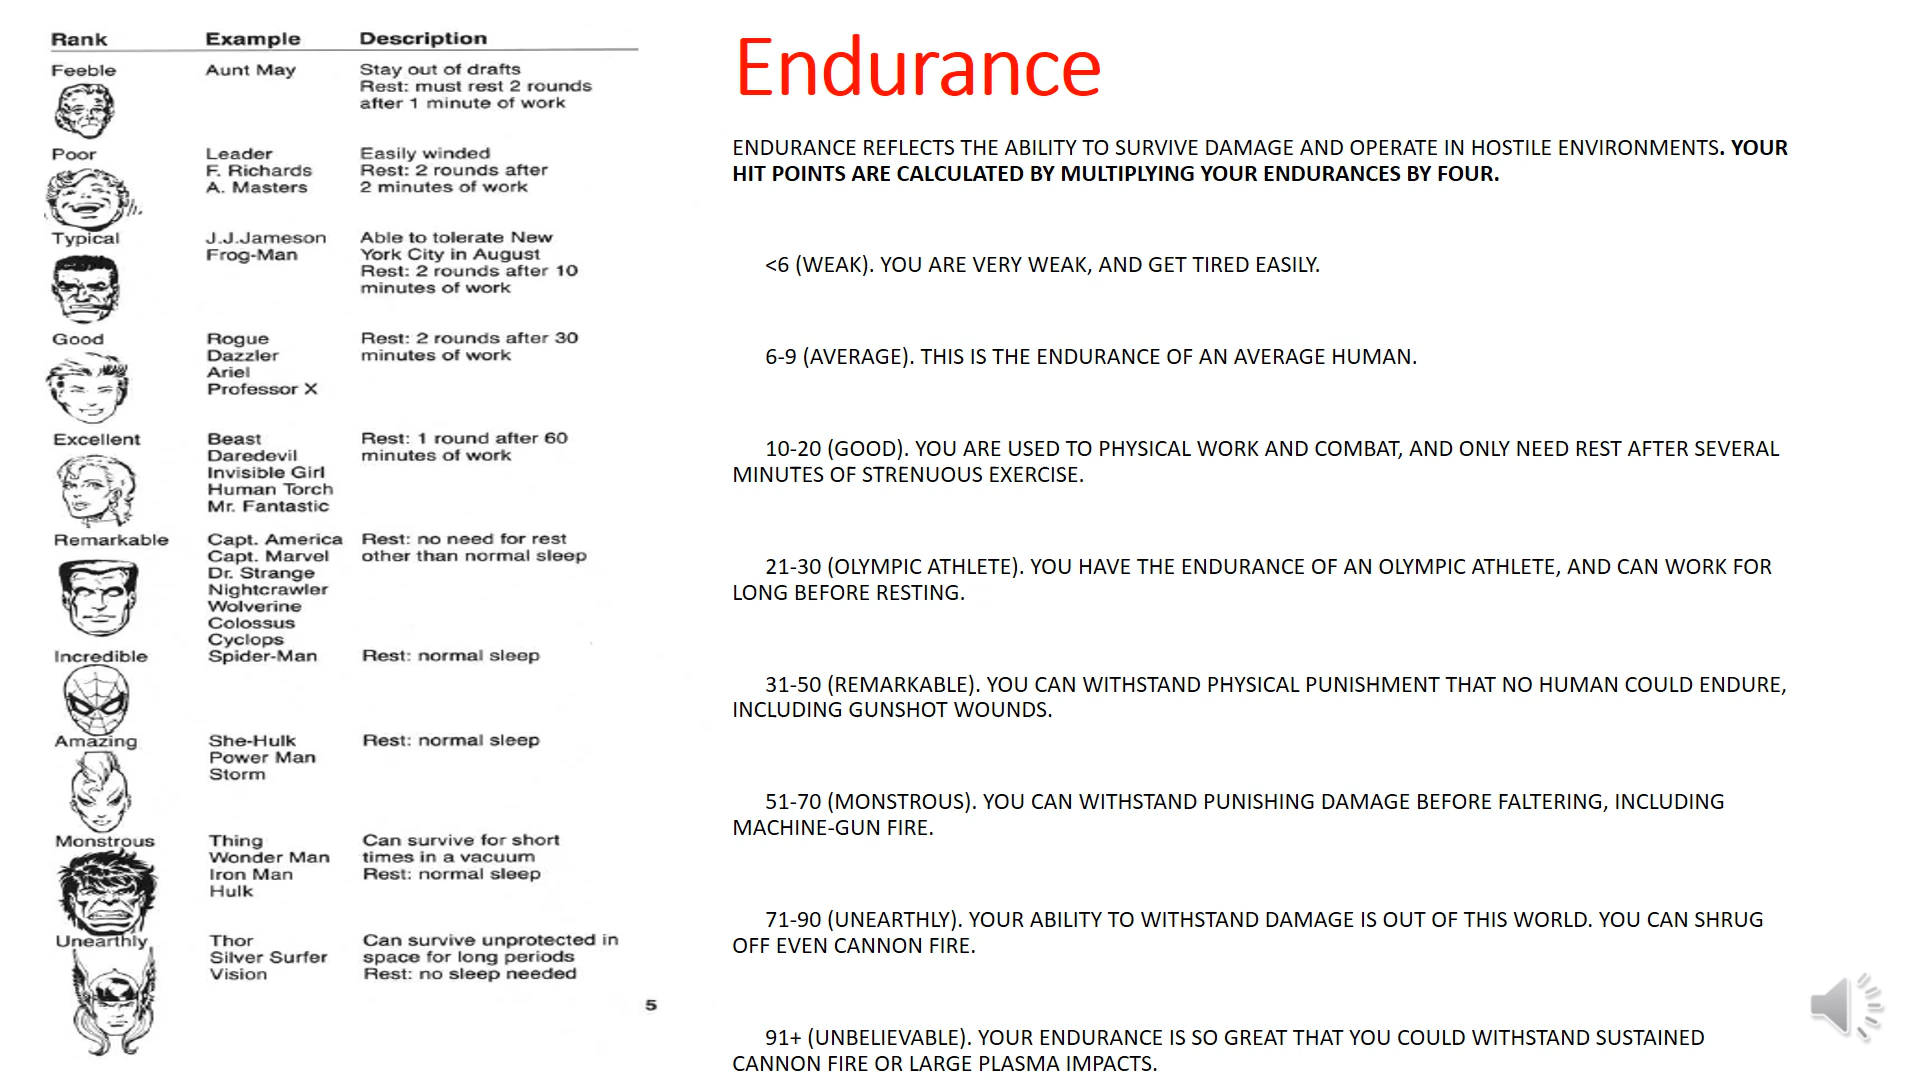 Rank Example Description
Feeble Aunt May Stay out of drafts
Rest: must rest 2 rounds
after 1 minute of work
Poor Leader Easily winded
F. Richards Rest: 2 rounds after
A. Masters 2 minutes of work
Typical J.J.Jameson Able to tolerate New
Frog-Man York City in August
Rest: 2 rounds after 10
minutes of work
Good Rogue Rest: 2 rounds after 30
Dazzler minutes of work
Ariel
Professor X
Excellent Beast Rest: 1 round after 60
Daredevil minutes of work
Invisible Girl
Human Torch
Mr. Fantastic
Remarkable Capt. America Rest: no need for rest
Capt. Marvel other than normal sleep
Dr. Strange
Nightcrawler
Wolverine
Colossus
Cyclops
Incredible Spider-Man Rest: normal sleep
Amazing She-Hulk Rest: normal sleep
Power Man
Storm
Monstrous Thing Can survive for short
Wonder Man times in a vacuum
Iron Man Rest: normal sleep
Hulk
Unearthly Thor Can survive unprotected in
Silver Surfer space for long periods
Vision Rest: no sleep needed
5
Endurance
ENDURANCE REFLECTS THE ABILITY TO SURVIVE DAMAGE AND OPERATE IN HOSTILE ENVIRONMENTS. YOUR
HIT POINTS ARE CALCULATED BY MULTIPLYING YOUR ENDURANCES BY FOUR.
<6 (WEAK). YOU ARE VERY WEAK, AND GET TIRED EASILY.
6-9 (AVERAGE). THIS IS THE ENDURANCE OF AN AVERAGE HUMAN.
10-20 (GOOD). YOU ARE USED TO PHYSICAL WORK AND COMBAT, AND ONLY NEED REST AFTER SEVERAL
MINUTES OF STRENUOUS EXERCISE.
21-30 (OLYMPIC ATHLETE). YOU HAVE THE ENDURANCE OF AN OLYMPIC ATHLETE, AND CAN WORK FOR
LONG BEFORE RESTING.
31-50 (REMARKABLE). YOU CAN WITHSTAND PHYSICAL PUNISHMENT THAT NO HUMAN COULD ENDURE,
INCLUDING GUNSHOT WOUNDS.
51-70 (MONSTROUS). YOU CAN WITHSTAND PUNISHING DAMAGE BEFORE FALTERING, INCLUDING
MACHINE-GUN FIRE.
71-90 (UNEARTHLY). YOUR ABILITY TO WITHSTAND DAMAGE IS OUT OF THIS WORLD. YOU CAN SHRUG
OFF EVEN CANNON FIRE.
91+ (UNBELIEVABLE). YOUR ENDURANCE IS SO GREAT THAT YOU COULD WITHSTAND SUSTAINED
CANNON FIRE OR LARGE PLASMA IMPACTS.